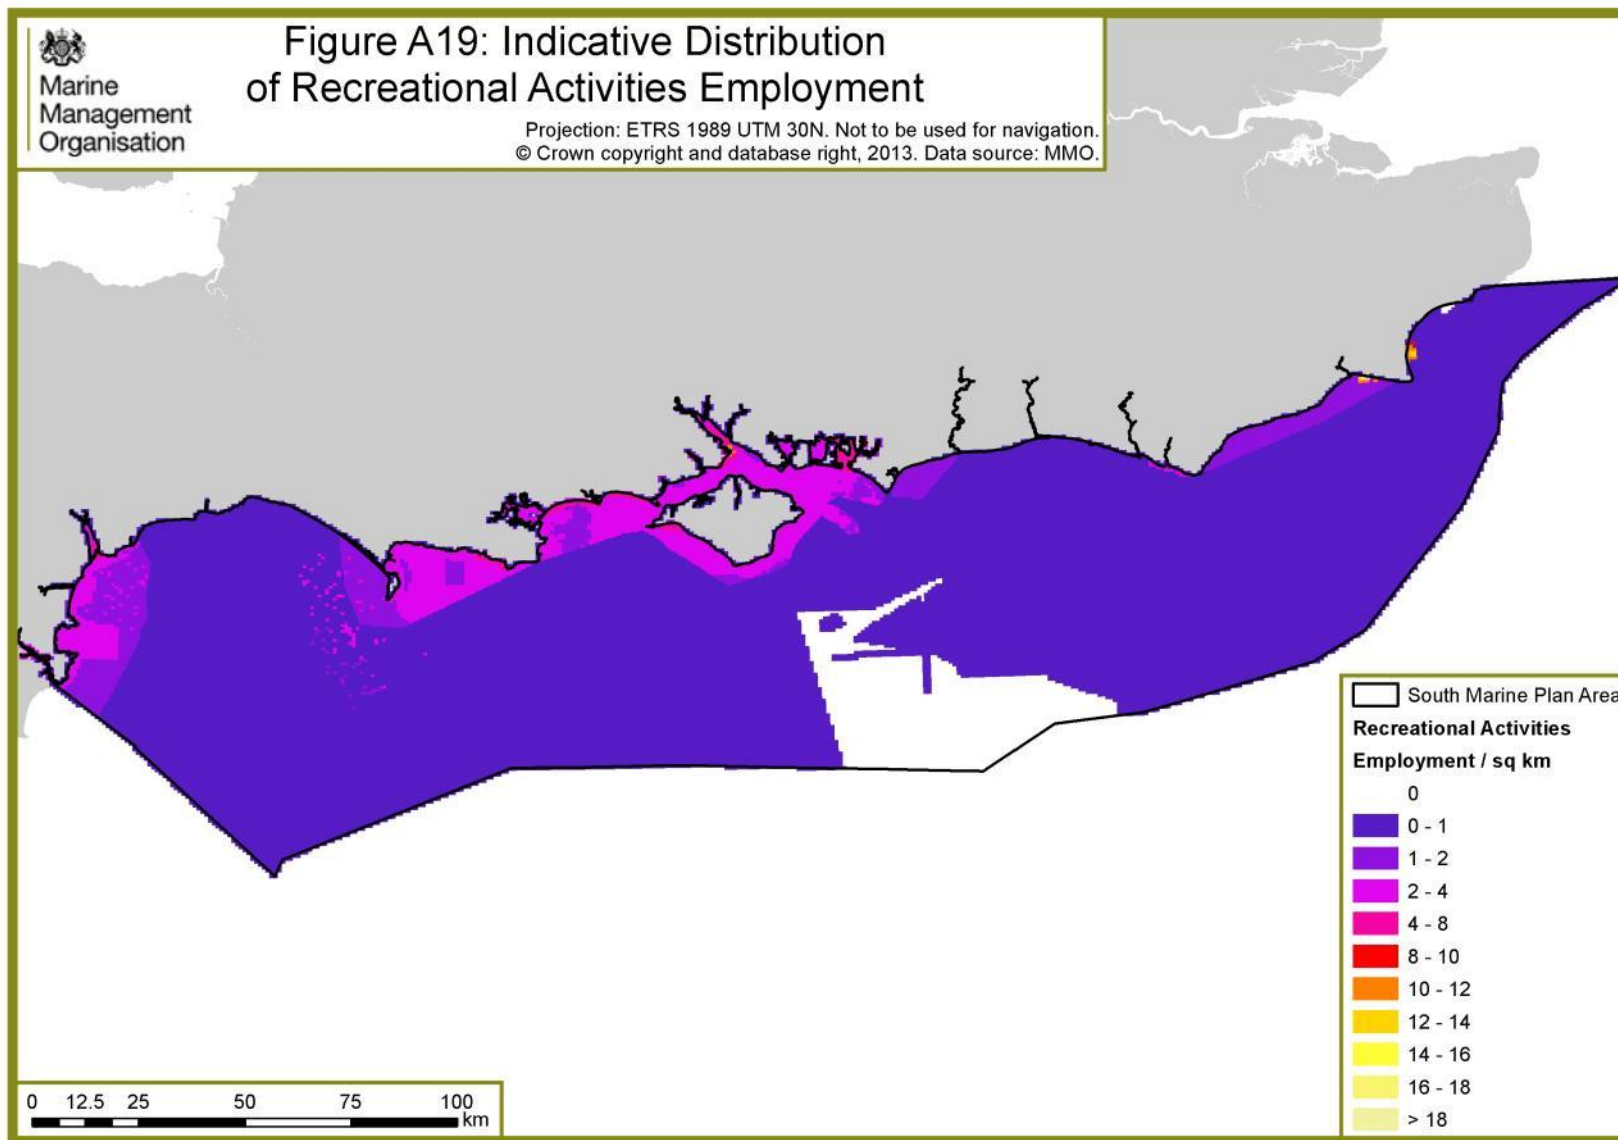 Marine
Management
Organisation
Figure A19: Indicative Distribution
of Recreational Activities Employment
Projection: ETRS 1989 UTM 30N. Not to be used for navigation.
© Crown copyright and database right, 2013. Data source: MMO.
South Marine Plan Area
Recreational Activities
Employment / sq km
0
0 - 1
1 - 2
2 - 4
4 - 8
8 - 10
10 - 12
12 - 14
14 - 16
16 - 18
> 18
0 12.5 25 50 75 100
km